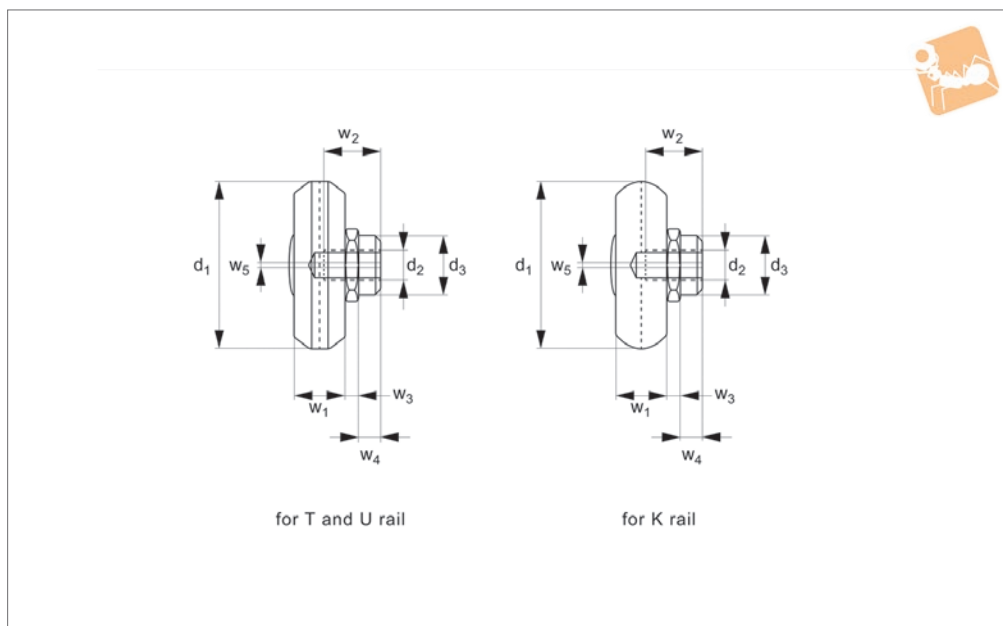 w₂ w₂
d₁ w₅ d₂ d₃ d₁ w₅ d₂ d₃
w₁ w₃ w₁ w₃
w₄ w₄
for T and U rail for K rail